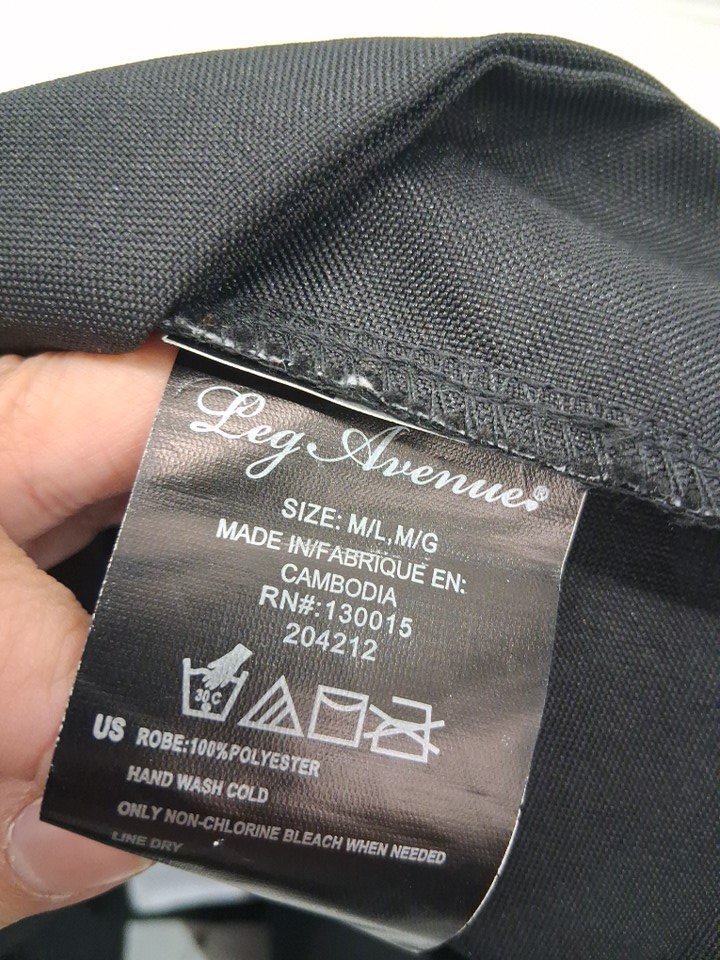 Leg Avenue®
SIZE: M/L,M/G
MADE IN/FABRIQUE EN:
CAMBODIA
RN#:130015
204212
30 C
US ROBE:100%POLYESTER
HAND WASH COLD
ONLY NON-CHLORINE BLEACH WHEN NEEDED
LINE DRY